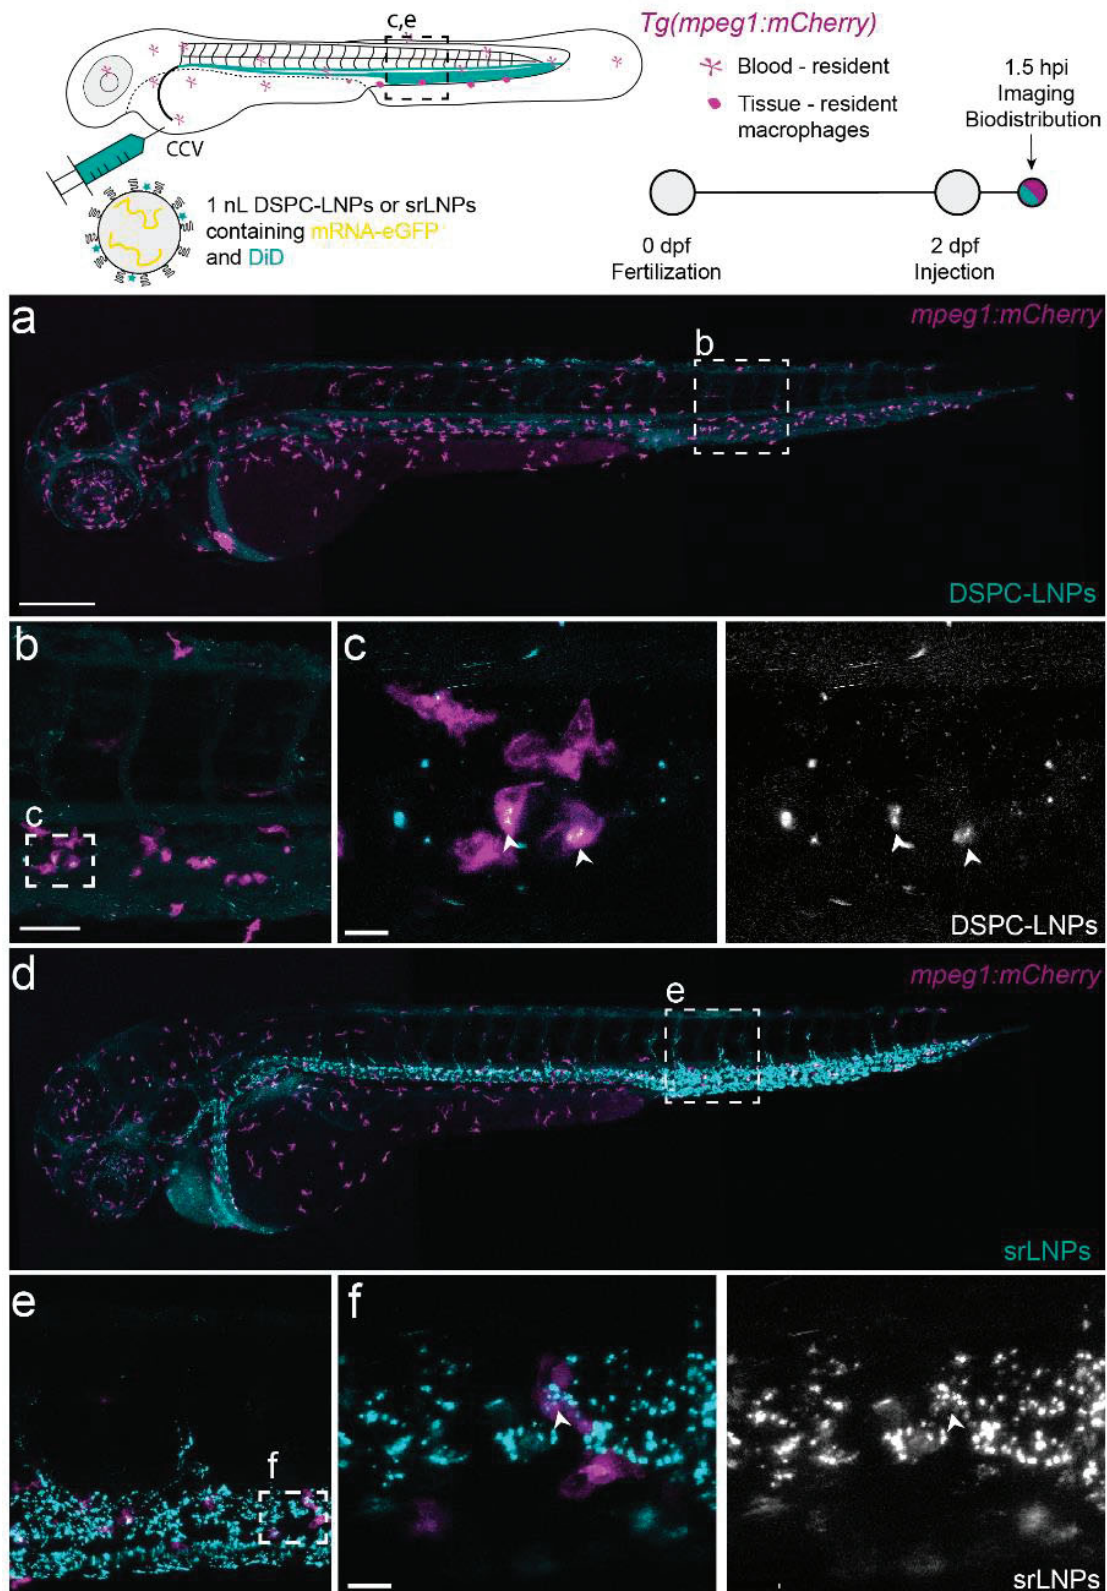 c,e
Tg(mpeg1:mCherry)
Blood - resident
Tissue - resident
macrophages
1.5 hpi
Imaging
Biodistribution
CCV
1 nL DSPC-LNPs or srLNPs
containing mRNA-eGFP
and DiD
0 dpf
Fertilization
2 dpf
Injection
a
mpeg1:mCherry
b
DSPC-LNPs
b
c
c
DSPC-LNPs
d
mpeg1:mCherry
e
srLNPs
e
f
f
srLNPs